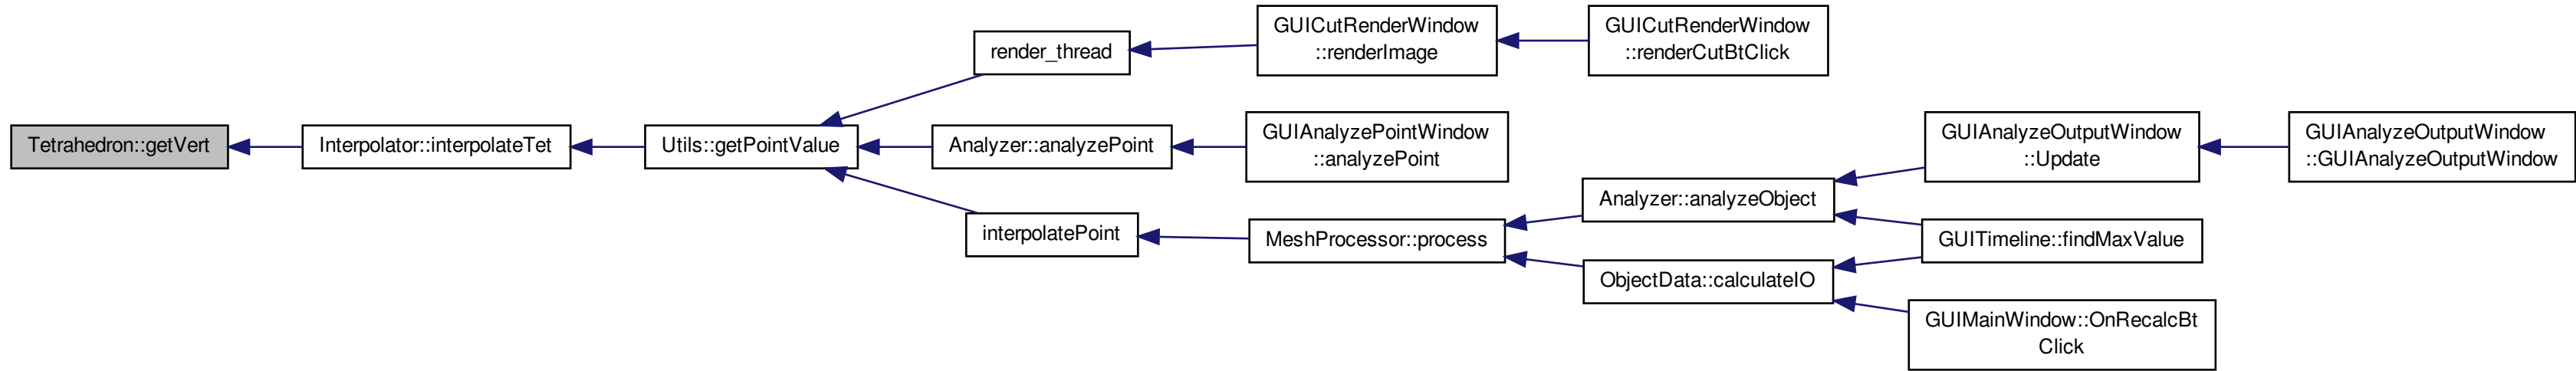 Tetrahedron::getVert
Interpolator::interpolateTet
Utils::getPointValue
render_thread
GUICutRenderWindow
::renderImage
GUICutRenderWindow
::renderCutBtClick
Analyzer::analyzePoint
GUIAnalyzePointWindow
::analyzePoint
interpolatePoint
MeshProcessor::process
Analyzer::analyzeObject
GUIAnalyzeOutputWindow
::Update
GUIAnalyzeOutputWindow
::GUIAnalyzeOutputWindow
GUITimeline::findMaxValue
ObjectData::calculateIO
GUIMainWindow::OnRecalcBt
Click